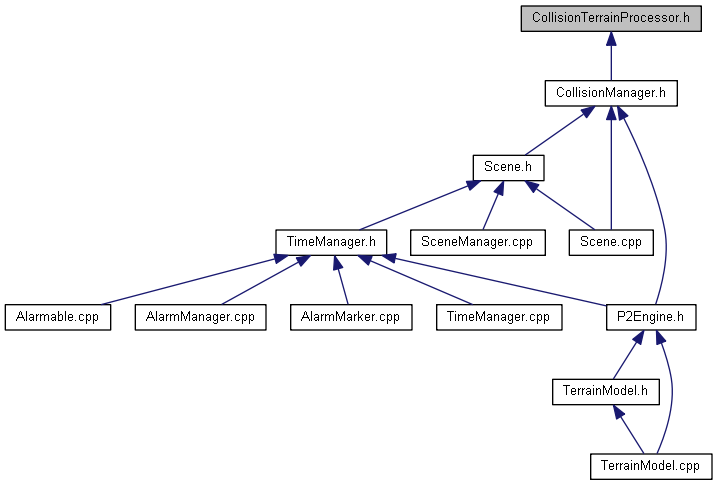 CollisionTerrainProcessor.h
CollisionManager.h
Scene.h
TimeManager.h
SceneManager.cpp
Scene.cpp
Alarmable.cpp
AlarmManager.cpp
AlarmMarker.cpp
TimeManager.cpp
P2Engine.h
TerrainModel.h
TerrainModel.cpp